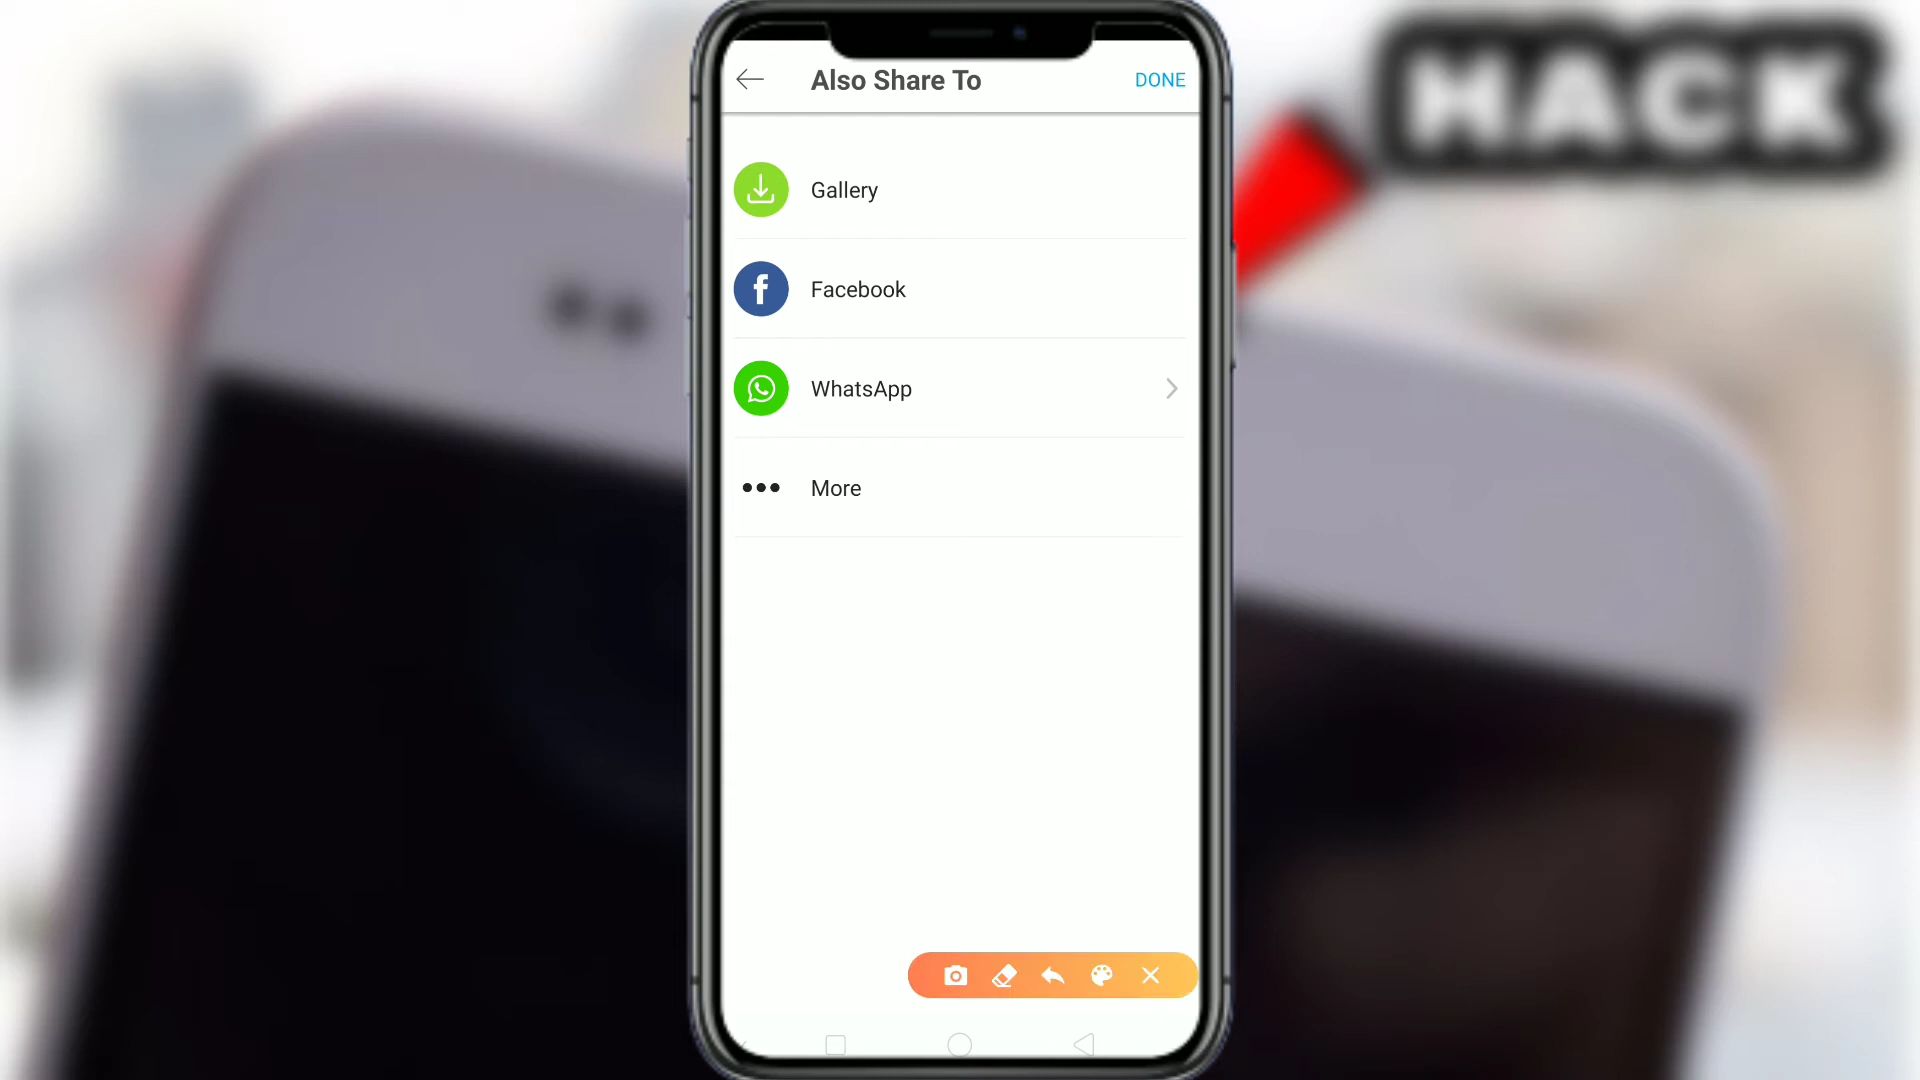 HACK
Also Share To
DONE
Gallery
Facebook
WhatsApp
More